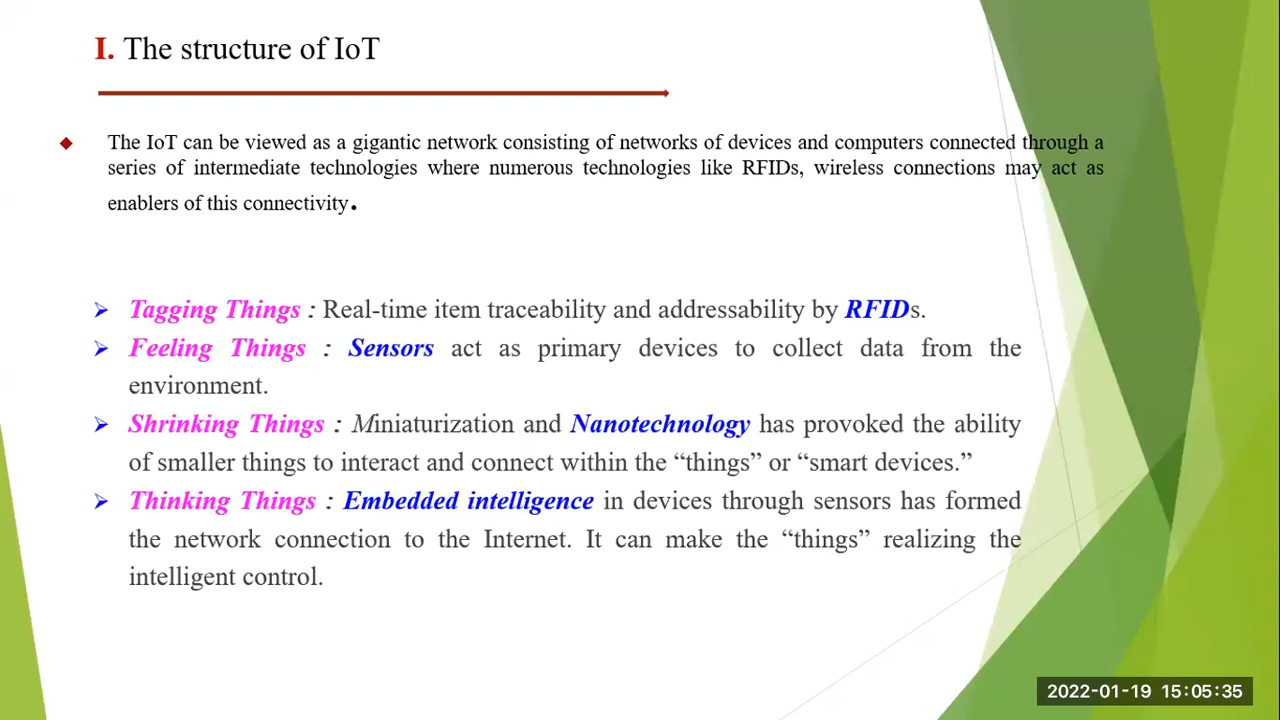 I. The structure of IoT
The IoT can be viewed as a gigantic network consisting of networks of devices and computers connected through a
series of intermediate technologies where numerous technologies like RFIDs, wireless connections may act as
enablers of this connectivity.
Tagging Things : Real-time item traceability and addressability by RFIDs.
Feeling Things : Sensors act as primary devices to collect data from the
environment.
Shrinking Things : Miniaturization and Nanotechnology has provoked the ability
of smaller things to interact and connect within the “things” or “smart devices.”
Thinking Things : Embedded intelligence in devices through sensors has formed
the network connection to the Internet. It can make the “things” realizing the
intelligent control.
2022-01-19 15:05:35